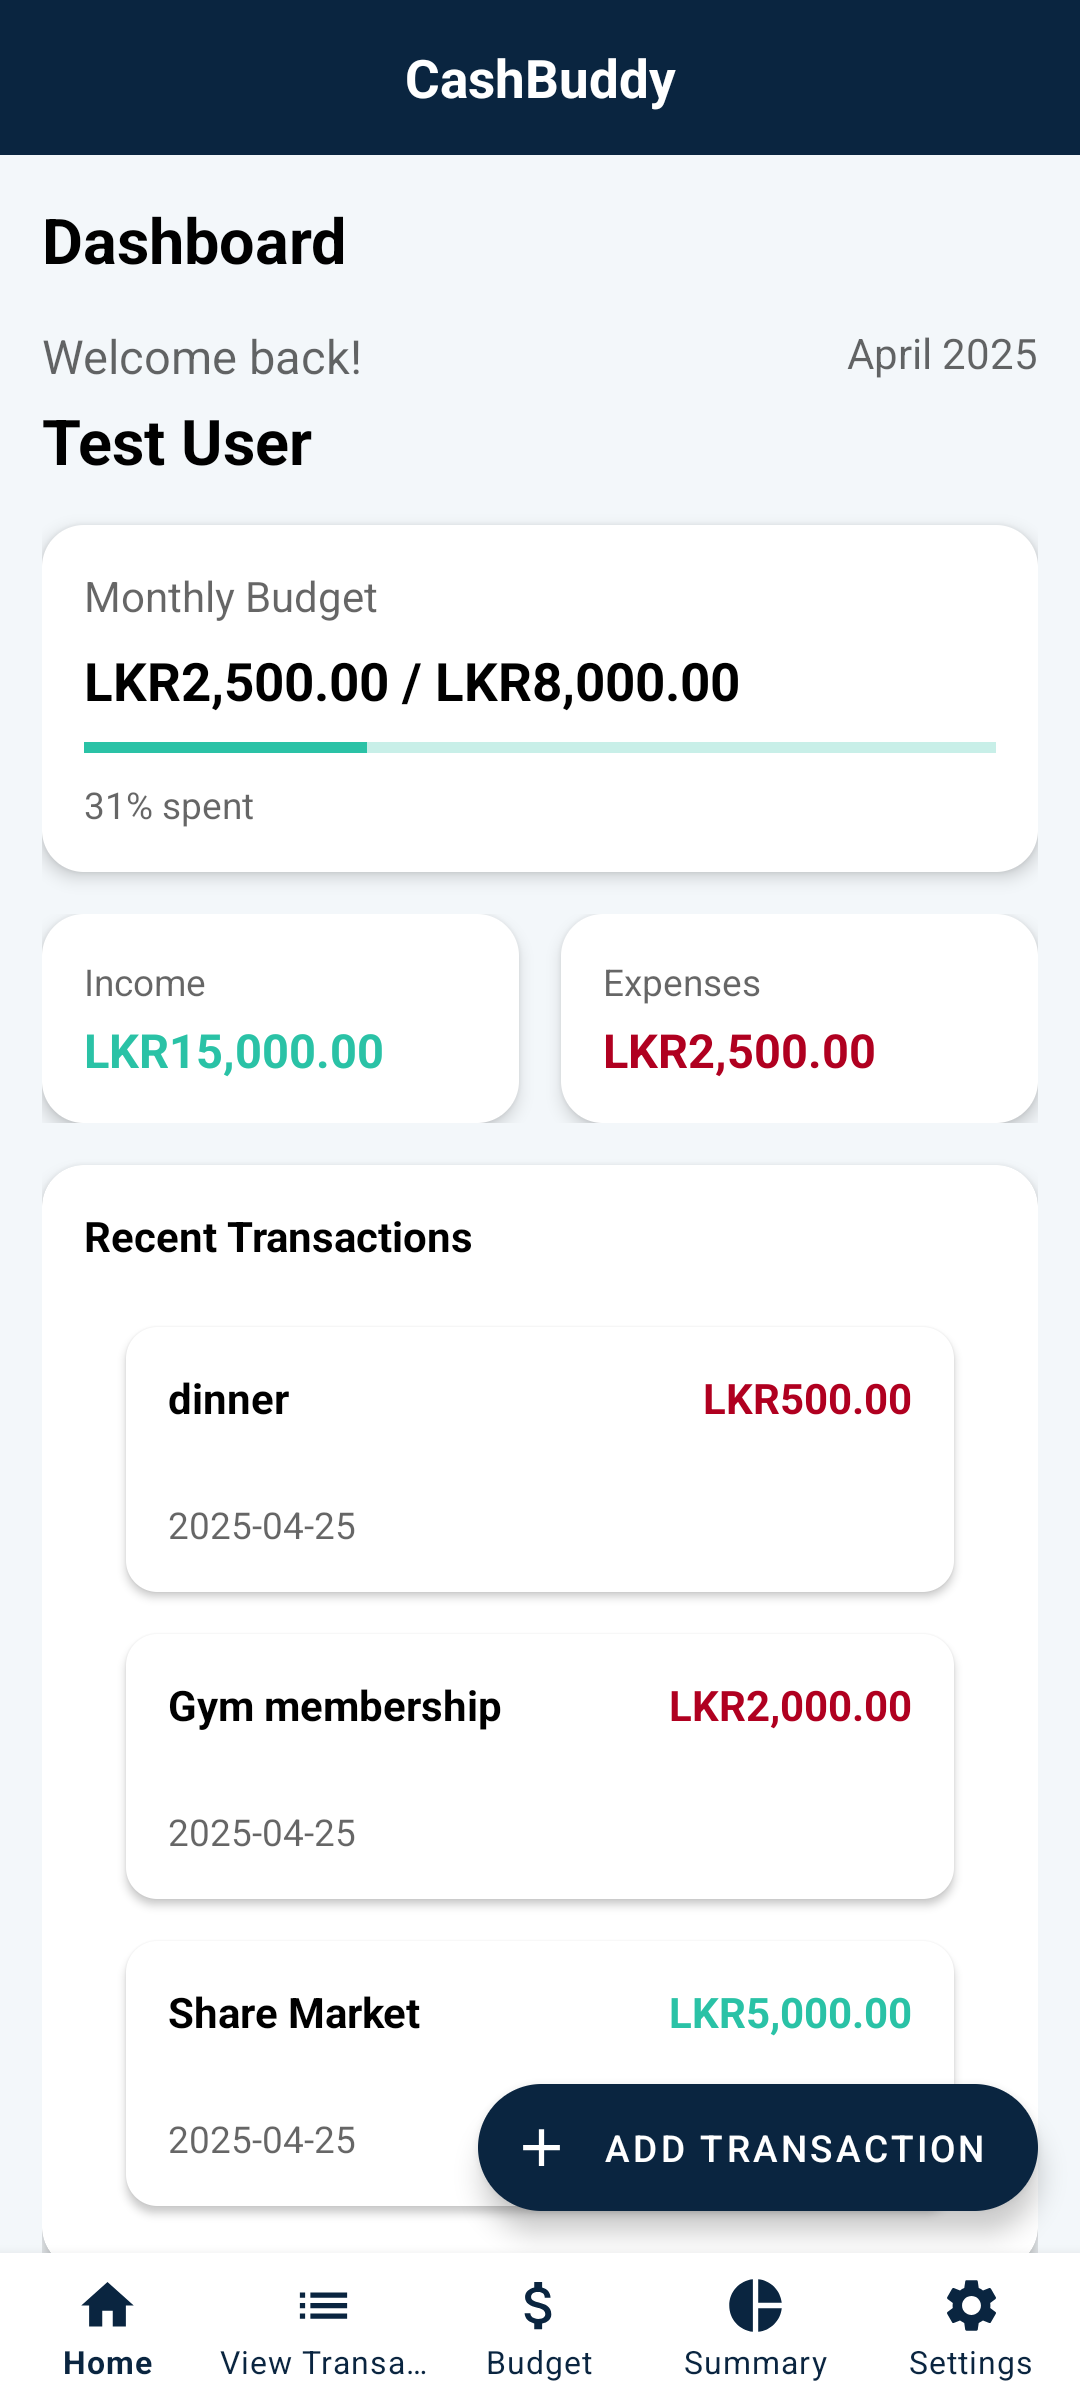 CashBuddy
Dashboard
Welcome back!
April 2025
Test User
Monthly Budget
LKR2,500.00 / LKR8,000.00
31% spent
Income
LKR15,000.00
Expenses
LKR2,500.00
Recent Transactions
dinner
LKR500.00
2025-04-25
Gym membership
LKR2,000.00
2025-04-25
Share Market
LKR5,000.00
2025-04-25
ADD TRANSACTION
Home
View Transa...
Budget
Summary
Settings